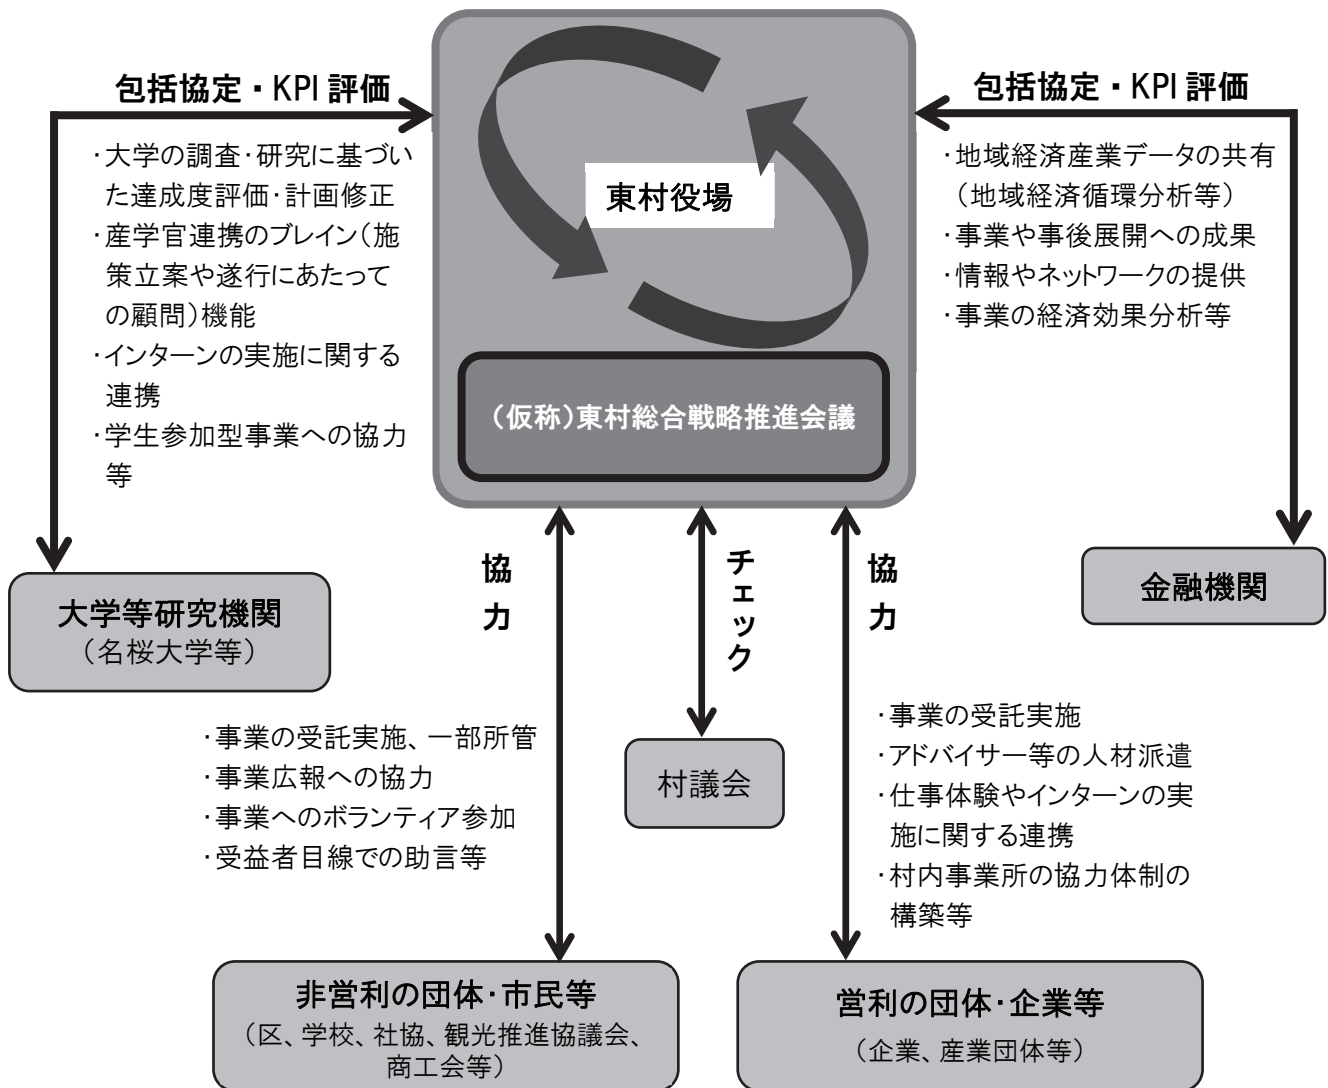 包括協定・KPI 評価
・大学の調査・研究に基づい
た達成度評価・計画修正
・産学官連携のブレイン（施
策立案や遂行にあたって
の顧問）機能
・インターンの実施に関する
連携
・学生参加型事業への協力
等
大学等研究機関
（名桜大学等）
東村役場
（仮称）東村総合戦略推進会議
包括協定・KPI 評価
・地域経済産業データの共有
（地域経済循環分析等）
・事業や事後展開への成果
・情報やネットワークの提供
・事業の経済効果分析等
金融機関
協力
チェック
協力
・事業の受託実施、一部所管
・事業広報への協力
・事業へのボランティア参加
・受益者目線での助言等
村議会
・事業の受託実施
・アドバイザー等の人材派遣
・仕事体験やインターンの実
施に関する連携
・村内事業所の協力体制の
構築等
非営利の団体・市民等
（区、学校、社協、観光推進協議会、
商工会等）
営利の団体・企業等
（企業、産業団体等）